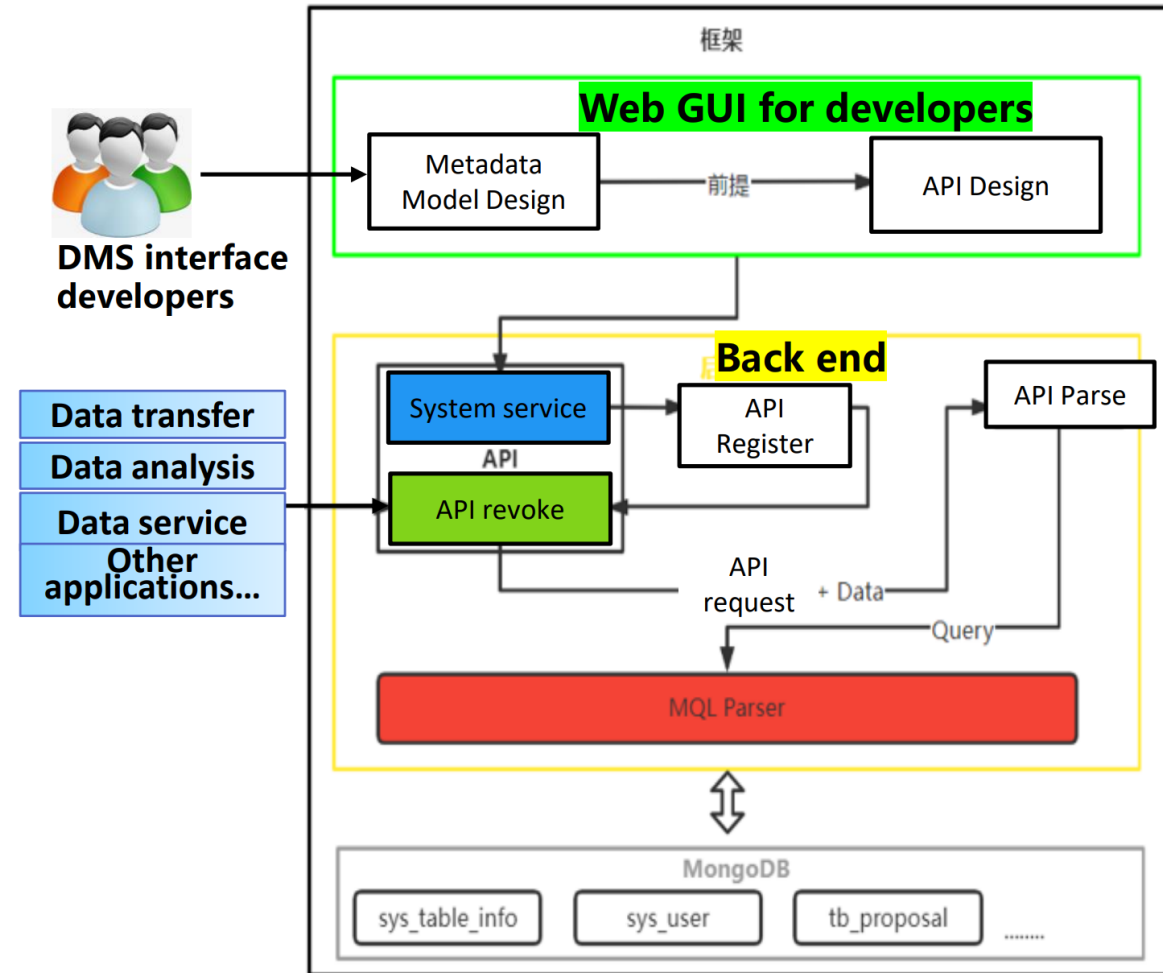 框架
Web GUI for developers
Metadata
Model Design
前提
API Design
DMS interface
developers
Back end
System service
API
Register
API Parse
API
API revoke
Data transfer
Data analysis
Data service
Other
applications...
API
request
+ Data
Query
MQL Parser
MongoDB
sys_table_info
sys_user
tb_proposal
........